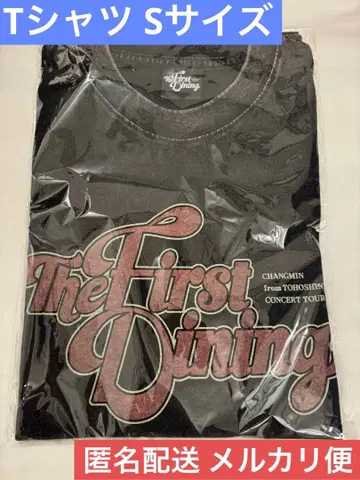 Tシャツ Sサイズ
The First
Dining.
The First
Dining
CHANGMIN
from TOHOSHIN
CONCERT TOUR
匿名配送 メルカリ便